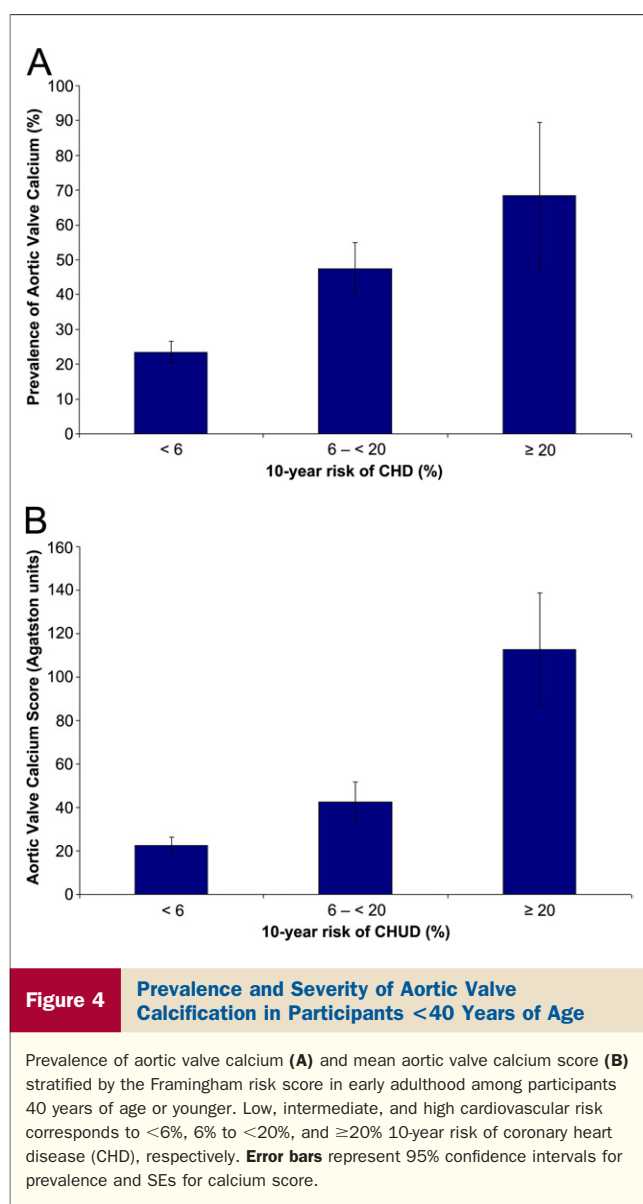 A
Prevalence of Aortic Valve Calcium (%)
100
90
80
70
60
50
40
30
20
10
0
< 6
6 – < 20
≥ 20
10-year risk of CHD (%)
B
Aortic Valve Calcium Score (Agatston units)
160
140
120
100
80
60
40
20
0
< 6
6 – < 20
≥ 20
10-year risk of CHUD (%)
Figure 4
Prevalence and Severity of Aortic Valve
Calcification in Participants <40 Years of Age
Prevalence of aortic valve calcium (A) and mean aortic valve calcium score (B)
stratified by the Framingham risk score in early adulthood among participants
40 years of age or younger. Low, intermediate, and high cardiovascular risk
corresponds to <6%, 6% to <20%, and ≥20% 10-year risk of coronary heart
disease (CHD), respectively. Error bars represent 95% confidence intervals for
prevalence and SEs for calcium score.